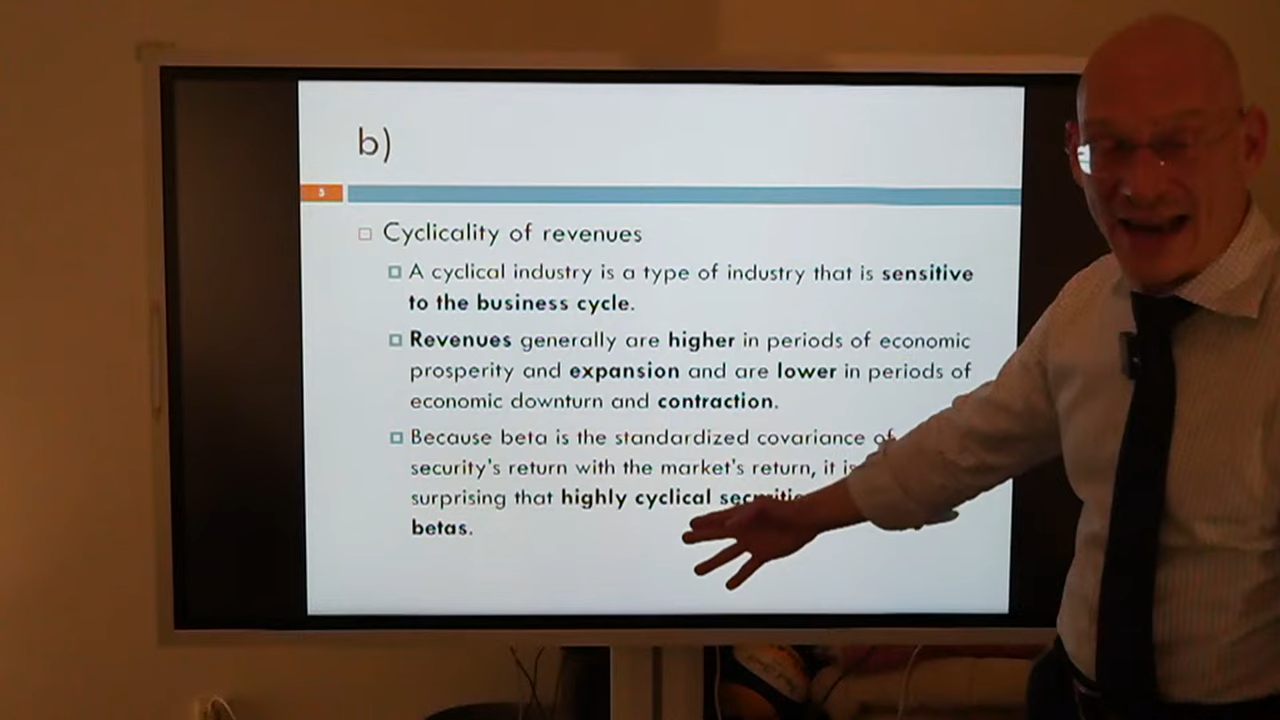 b)
5
Cyclicality of revenues
A cyclical industry is a type of industry that is sensitive
to the business cycle.
Revenues generally are higher in periods of economic
prosperity and expansion and are lower in periods of
economic downturn and contraction.
Because beta is the standardized covariance of
security's return with the market's return, it is
surprising that highly cyclical
betas.